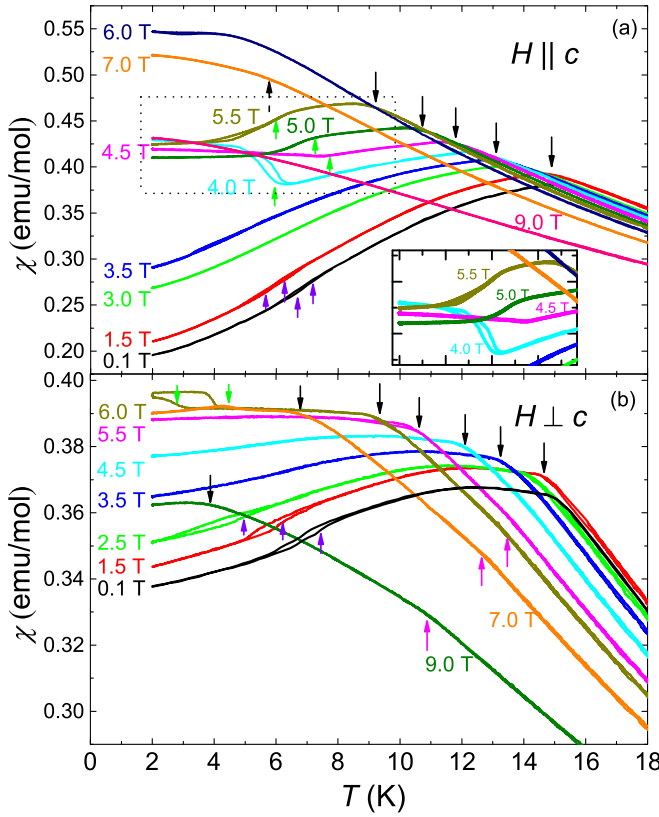 (a)
H || c
0.55
0.50
0.45
0.40
0.35
0.30
0.25
0.20
χ (emu/mol)
6.0 T
7.0 T
5.5 T
5.0 T
4.5 T
4.0 T
9.0 T
3.5 T
3.0 T
1.5 T
0.1 T
5.5 T
5.0 T
4.5 T
4.0 T
(b)
H ⊥ c
0.40
0.38
0.36
0.34
0.32
0.30
χ (emu/mol)
6.0 T
5.5 T
4.5 T
3.5 T
2.5 T
1.5 T
0.1 T
7.0 T
9.0 T
0 2 4 6 8 10 12 14 16 18
T (K)